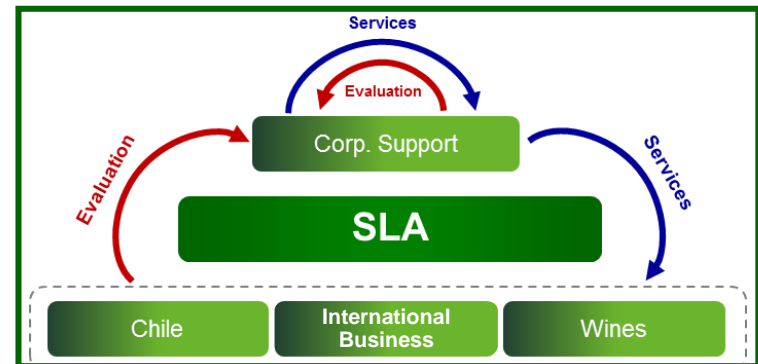 Services
Evaluation
Corp. Support
Evaluation
Services
SLA
Chile
International
Business
Wines